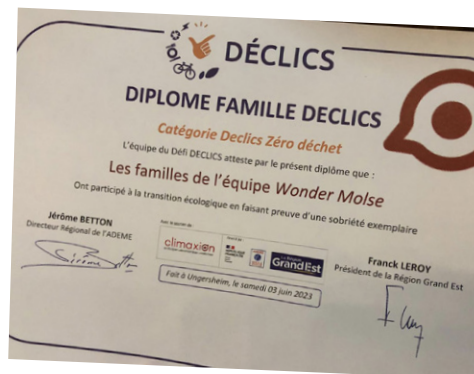 DÉCLICS
DIPLOME FAMILLE DECLICS
Catégorie Declics Zéro déchet
L'équipe du Défi DECLICS atteste par le présent diplôme que :
Les familles de l'équipe Wonder Molse
Ont participé à la transition écologique en faisant preuve d'une sobriété exemplaire
Jérôme BETTON
Directeur Régional de l'ADEME
climaxion
Grand Est
Franck LEROY
Président de la Région Grand Est
Fait à Ungersheim, le samedi 03 juin 2023